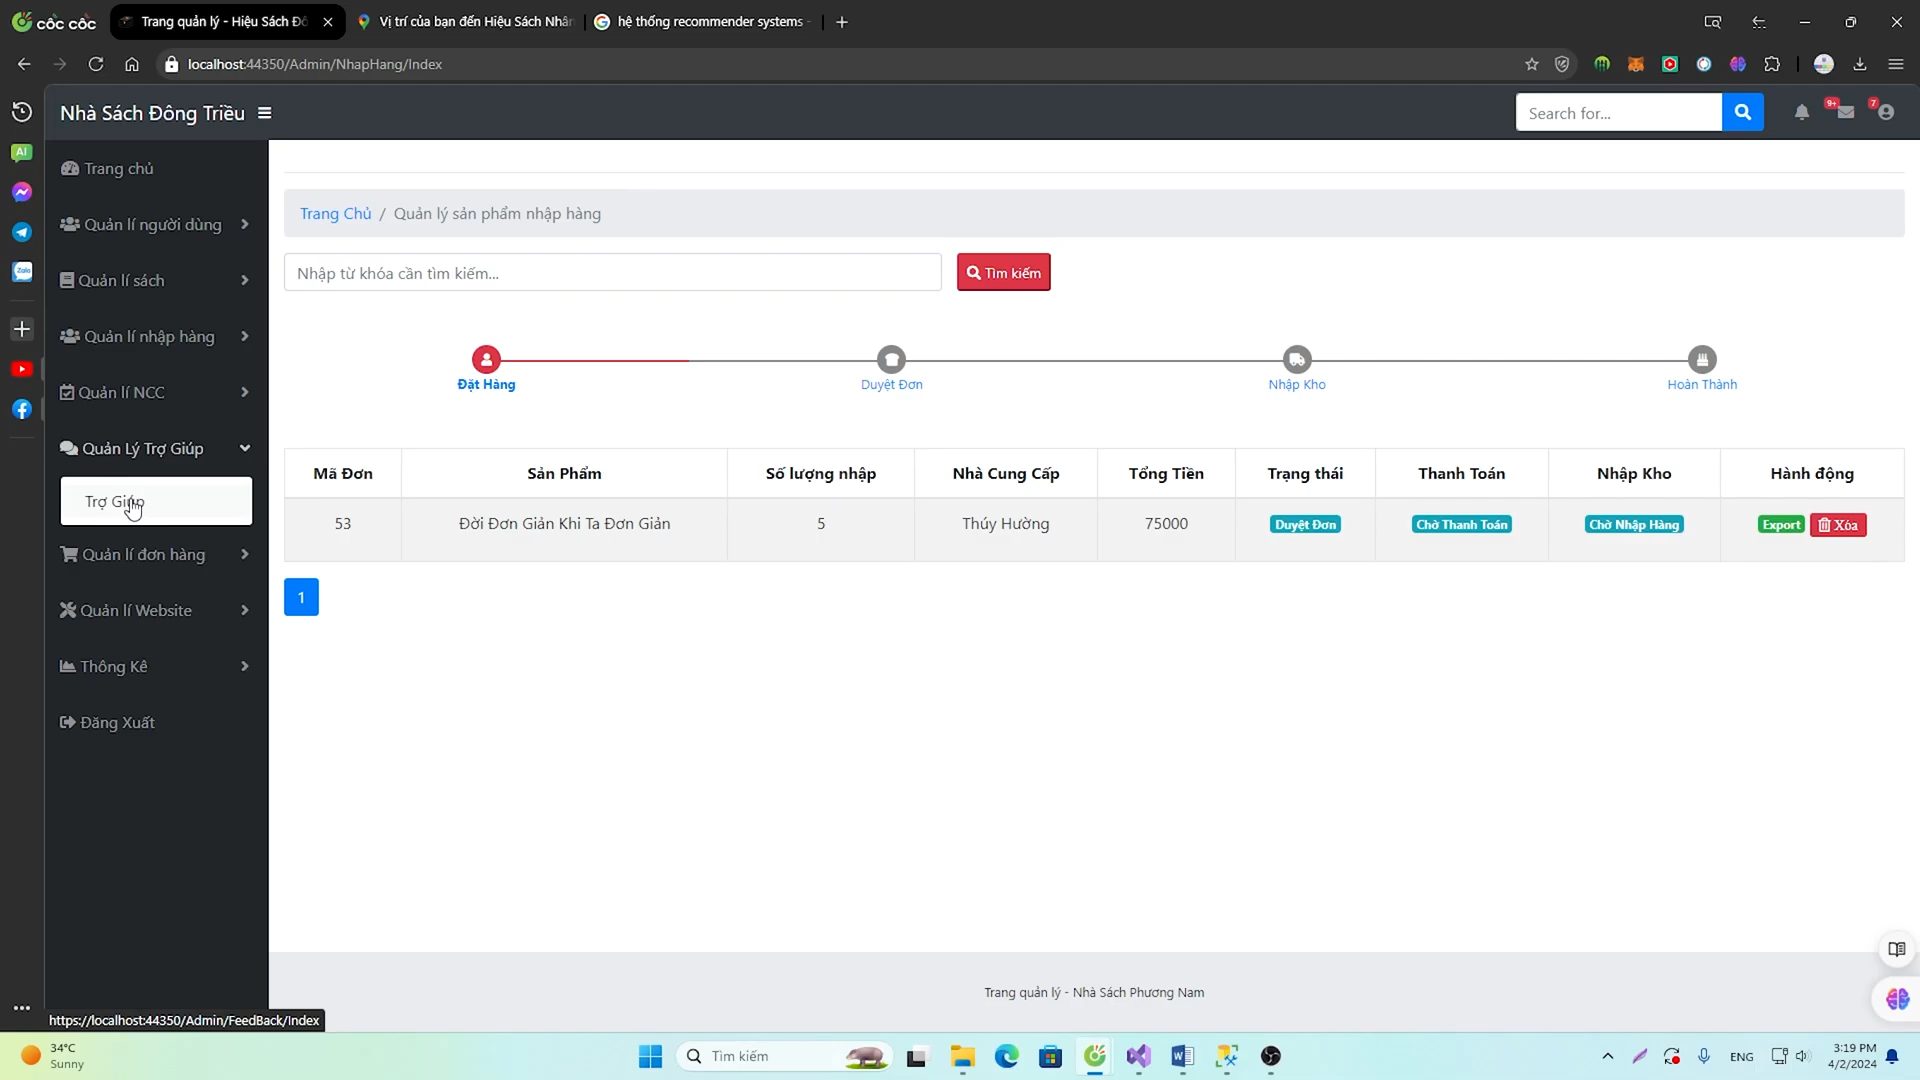 cốc cốc
Trang quản lý - Hiệu Sách Đô
Vị trí của bạn đến Hiệu Sách Nhân
hệ thống recommender systems -
localhost:44350/Admin/NhapHang/Index
Nhà Sách Đông Triều
Search for...
9+
7
AI
Zalo
Trang chủ
Quản lí người dùng
Quản lí sách
Quản lí nhập hàng
Quản lí NCC
Quản Lý Trợ Giúp
Trợ Giúp
Quản lí đơn hàng
Quản lí Website
Thông Kê
Đăng Xuất
Trang Chủ / Quản lý sản phẩm nhập hàng
Nhập từ khóa cần tìm kiếm...
Tìm kiếm
Đặt Hàng
Duyệt Đơn
Nhập Kho
Hoàn Thành
Mã Đơn Sản Phẩm Số lượng nhập Nhà Cung Cấp Tổng Tiền Trạng thái Thanh Toán Nhập Kho Hành động
53 Đời Đơn Giản Khi Ta Đơn Giản 5 Thúy Hường 75000 Duyệt Đơn Chờ Thanh Toán Chờ Nhập Hàng Export Xóa
1
Trang quản lý - Nhà Sách Phương Nam
https://localhost:44350/Admin/FeedBack/Index
34°C
Sunny
Tìm kiếm
ENG
3:19 PM
4/2/2024